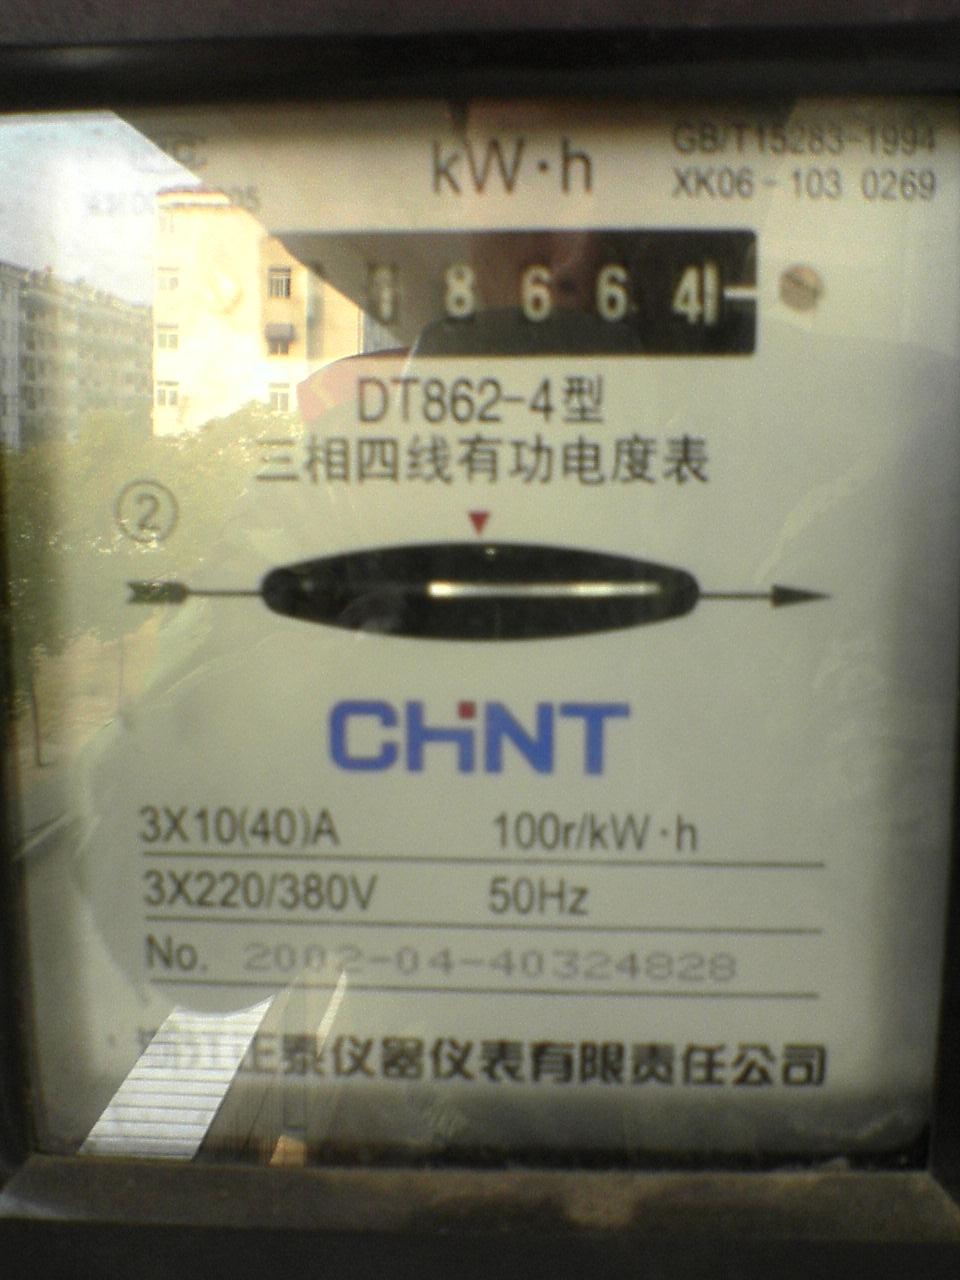 kW·h
GB/T15283-1994
XK06-103 0269
8 6 6 4
DT862-4型
三相四线有功电度表
②
CHiNT
3X10(40)A 100r/kW·h
3X220/380V 50Hz
No. 2002-04-40324828
正泰仪器仪表有限责任公司